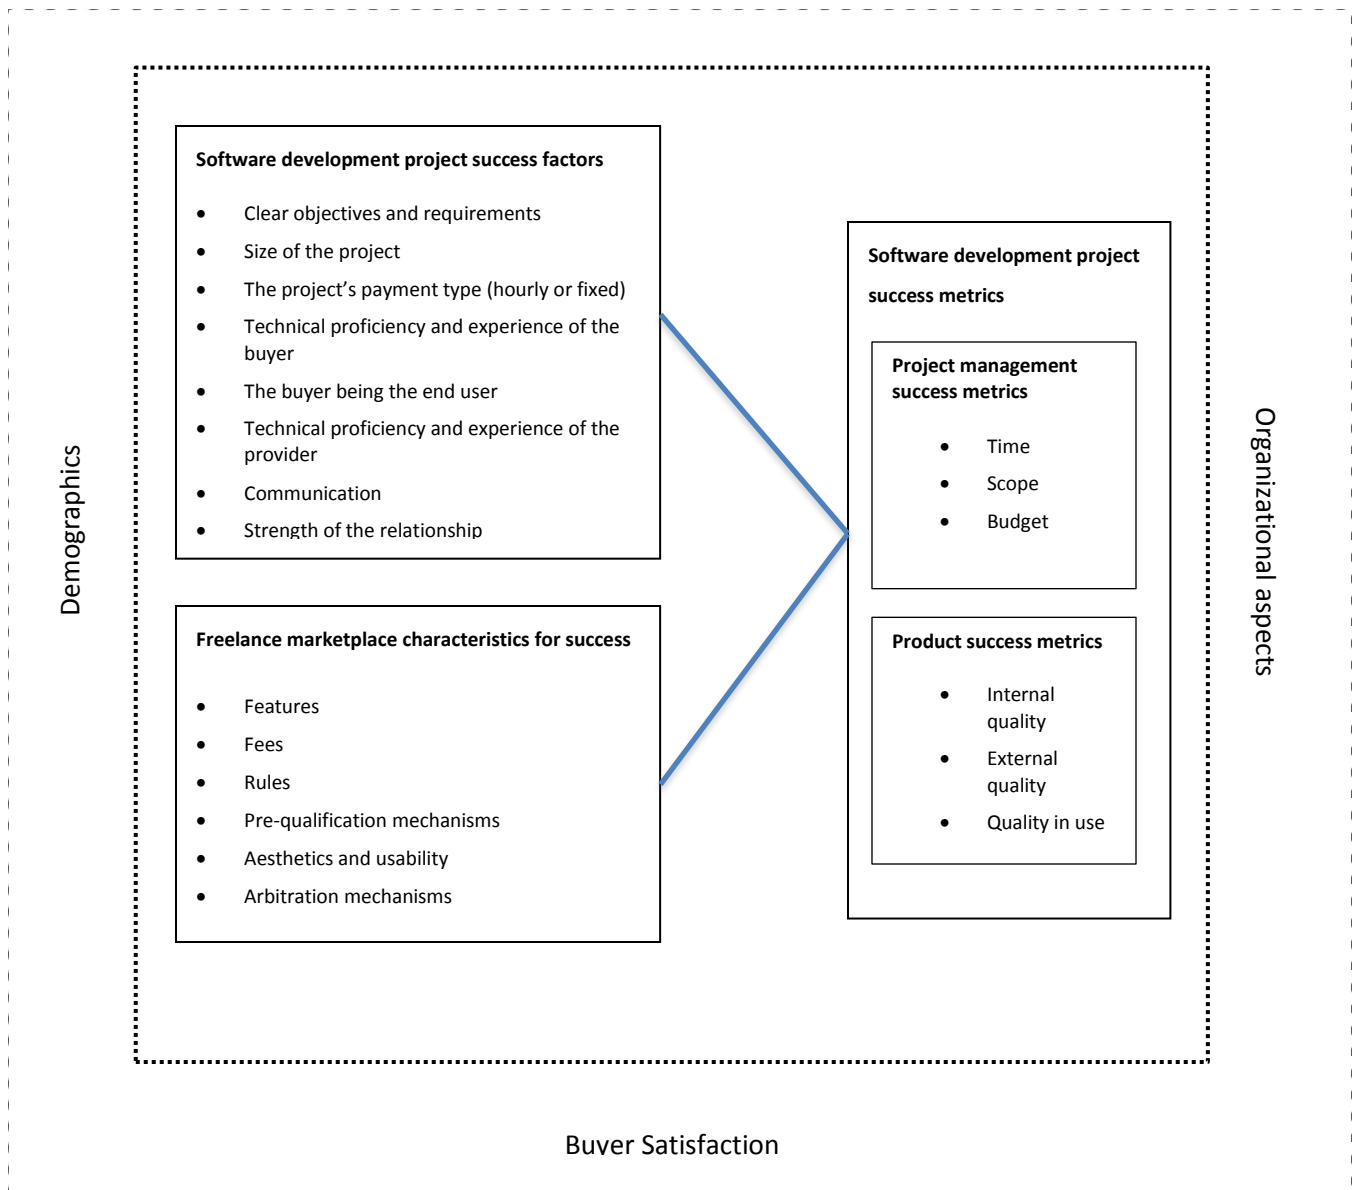 Software development project success factors
• Clear objectives and requirements
• Size of the project
• The project’s payment type (hourly or fixed)
• Technical proficiency and experience of the
buyer
• The buyer being the end user
• Technical proficiency and experience of the
provider
• Communication
• Strength of the relationship
Freelance marketplace characteristics for success
• Features
• Fees
• Rules
• Pre-qualification mechanisms
• Aesthetics and usability
• Arbitration mechanisms
Software development project
success metrics
Project management
success metrics
• Time
• Scope
• Budget
Product success metrics
• Internal
quality
• External
quality
• Quality in use
Demographics
Organizational aspects
Buyer Satisfaction